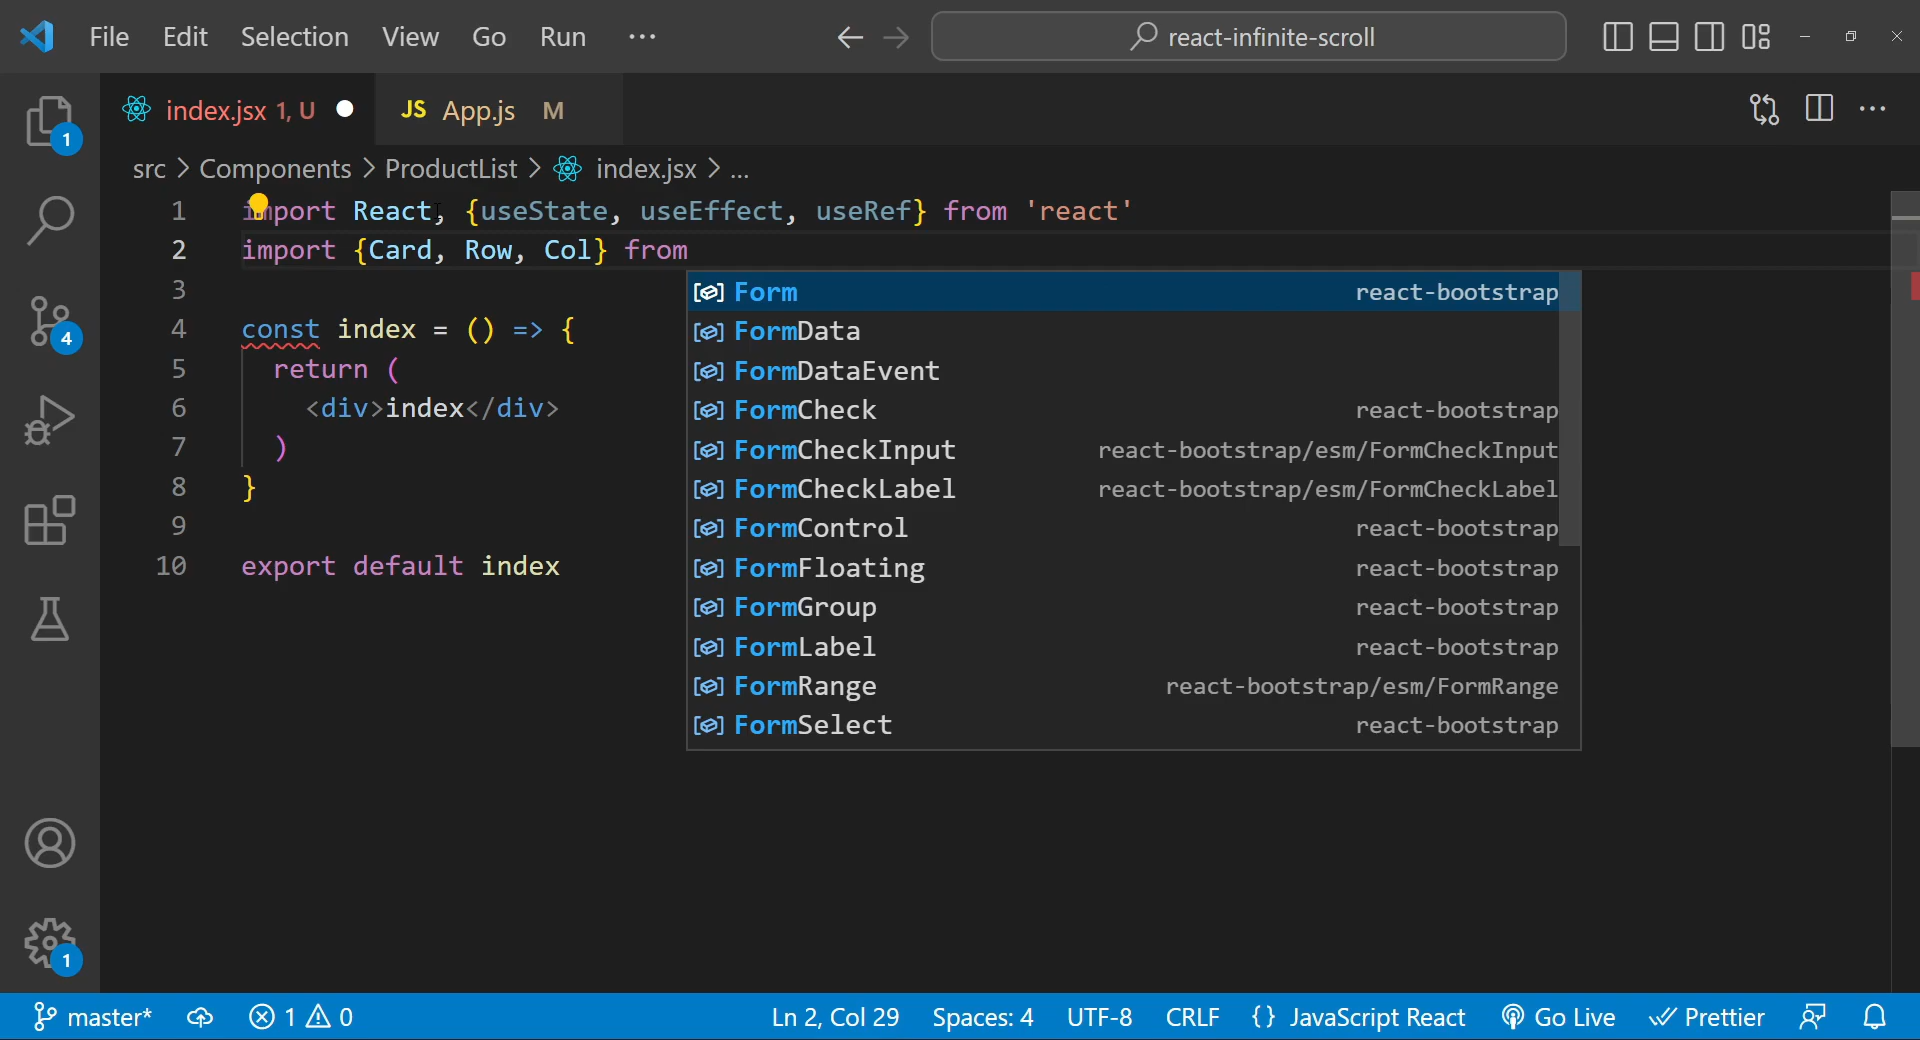 File Edit Selection View Go Run ··· react-infinite-scroll
index.jsx 1, U JS App.js M
src > Components > ProductList > index.jsx > ...
1 import React, {useState, useEffect, useRef} from 'react'
2 import {Card, Row, Col} from
3
4 const index = () => {
5 return (
6 <div>index</div>
7 )
8 }
9
10 export default index
Form react-bootstrap
FormData
FormDataEvent
FormCheck react-bootstrap
FormCheckInput react-bootstrap/esm/FormCheckInput
FormCheckLabel react-bootstrap/esm/FormCheckLabel
FormControl react-bootstrap
FormFloating react-bootstrap
FormGroup react-bootstrap
FormLabel react-bootstrap
FormRange react-bootstrap/esm/FormRange
FormSelect react-bootstrap
1
4
1
master* 1 0 Ln 2, Col 29 Spaces: 4 UTF-8 CRLF {} JavaScript React Go Live Prettier